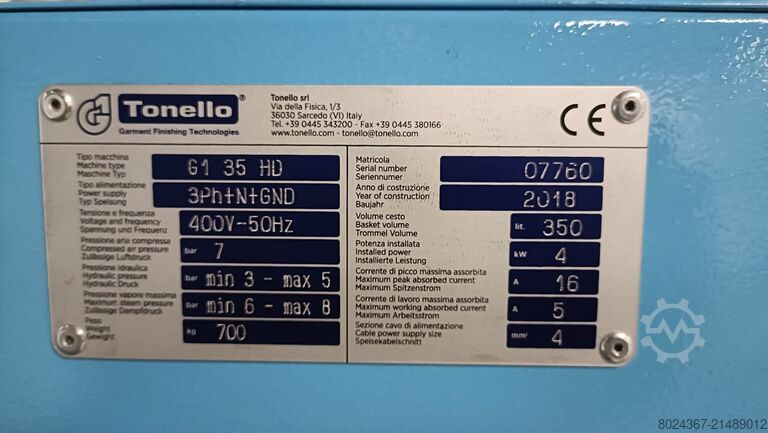 G1 Tonello®
Garment Finishing Technologies
Tonello srl
Via della Fisica, 1/3
36030 Sarcedo (VI) Italy
Tel. +39 0445 343200 - Fax +39 0445 380166
www.tonello.com - tonello@tonello.com
CE
Tipo macchina
Machine type
Maschine Typ
G1 35 HD
Tipo alimentazione
Power supply
Typ Speisung
3Ph+N+GND
Tensione e frequenza
Voltage and frequency
Spannung und Frequenz
400V-50Hz
Pressione aria compressa
Compressed air pressure
Zulässige Luftdruck
bar 7
Pressione idraulica
Hydraulic pressure
Hydraulic Druck
bar min 3 - max 5
Pressione vapore massima
Maximum steam pressure
Zulässige Dampfdruck
bar min 6 - max 8
Peso
Weight
Gewight
kg 700
Matricola
Serial number
Seriennumer
07760
Anno di costruzione
Year of construction
Baujahr
2018
Volume cesto
Basket volume
Trommel Volume
lit. 350
Potenza installata
Installed power
Installierte Leistung
kW 4
Corrente di picco massima assorbita
Maximum peak absorbed current
Maximum Spitzenstrom
A 16
Corrente di lavoro massima assorbita
Maximum working absorbed current
Maximum Arbeitsstrom
A 5
Sezione cavo di alimentazione
Cable power supply size
Speisekabelschnitt
mm² 4
8024367-21489012